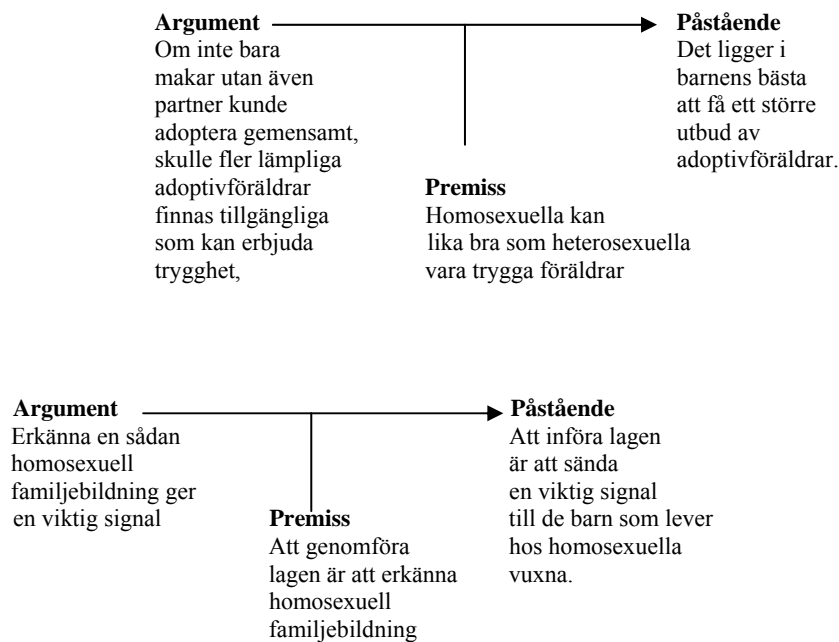 Argument
Om inte bara
makar utan även
partner kunde
adoptera gemensamt,
skulle fler lämpliga
adoptivföräldrar
finnas tillgängliga
som kan erbjuda
trygghet,
Premiss
Homosexuella kan
lika bra som heterosexuella
vara trygga föräldrar
Påstående
Det ligger i
barnens bästa
att få ett större
utbud av
adoptivföräldrar.
Argument
Erkänna en sådan
homosexuell
familjebildning ger
en viktig signal
Premiss
Att genomföra
lagen är att erkänna
homosexuell
familjebildning
Påstående
Att införa lagen
är att sända
en viktig signal
till de barn som lever
hos homosexuella
vuxna.